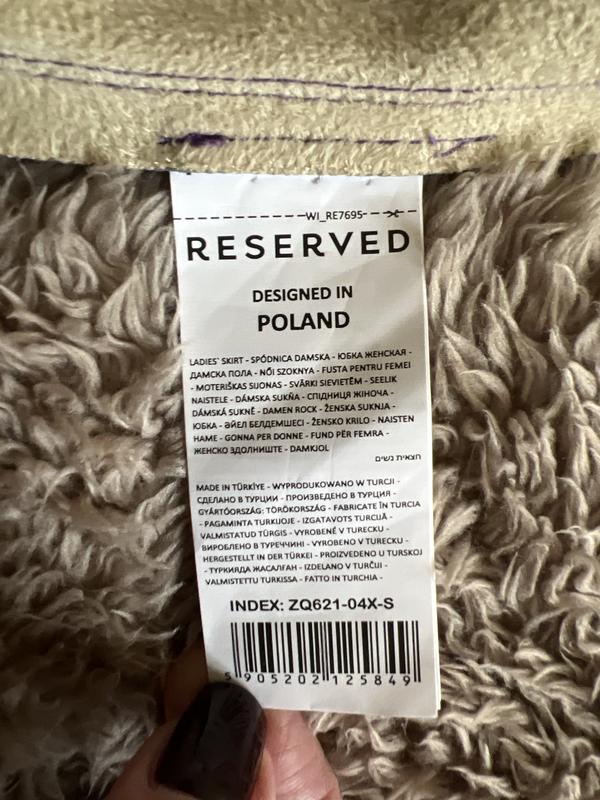 WI_RE7695
RESERVED
DESIGNED IN
POLAND
LADIES` SKIRT - SPÓDNICA DAMSKA - ЮБКА ЖЕНСКАЯ -
ДАМСКА ПОЛА - NŐI SZOKNYA - FUSTA PENTRU FEMEI
- MOTERIŠKAS SIJONAS - SVĀRKI SIEVIETĒM - SEELIK
NAISTELE - DÁMSKA SUKŇA - СПІДНИЦЯ ЖІНОЧА -
DÁMSKÁ SUKNĚ - DAMEN ROCK - ŽENSKA SUKNJA -
ЮБКА - ӘЙЕЛ БЕЛДЕМШЕСІ - ŽENSKO KRILO - NAISTEN
HAME - GONNA PER DONNE - FUND PËR FEMRA -
ЖЕНСКО ЗДОЛНИШТЕ - DAMKJOL
חצאית נשים
MADE IN TÜRKİYE - WYPRODUKOWANO W TURCJI -
СДЕЛАНО В ТУРЦИИ - ПРОИЗВЕДЕНО В ТУРЦИЯ -
GYÁRTÓORSZÁG: TÖRÖKORSZÁG - FABRICATE ÎN TURCIA
- PAGAMINTA TURKIJOJE - IZGATAVOTS TURCIJĀ -
VALMISTATUD TÜRGIS - VYROBENÉ V TURECKU -
ВИРОБЛЕНО В ТУРЕЧЧИНІ - VYROBENO V TURECKU -
HERGESTELLT IN DER TÜRKEI - PROIZVEDENO U TURSKOJ
- ТҮРКИЯДА ЖАСАЛҒАН - IZDELANO V TURČIJI -
VALMISTETTU TURKISSA - FATTO IN TURCHIA -
INDEX: ZQ621-04X-S
5 905202 125849